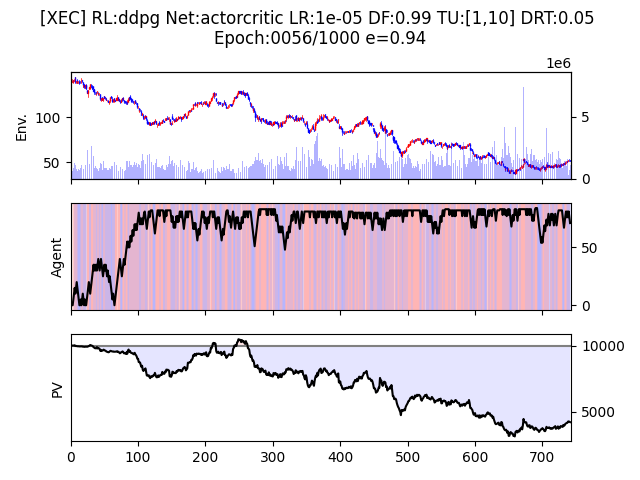 [XEC] RL:ddpg Net:actorcritic LR:1e-05 DF:0.99 TU:[1,10] DRT:0.05
Epoch:0056/1000 e=0.94
1e6
Env.
100
50
5
0
Agent
50
0
PV
10000
5000
0 100 200 300 400 500 600 700